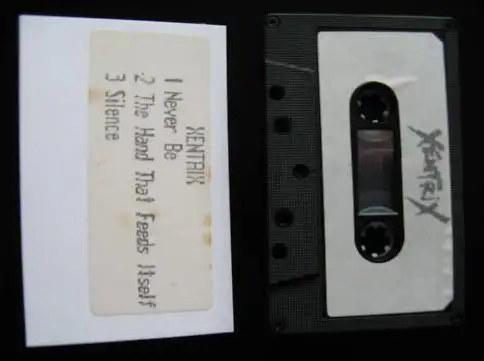 XENTRIX
1 Never Be
2 The Hand That Feeds Itself
3 Silence
XENTRiX